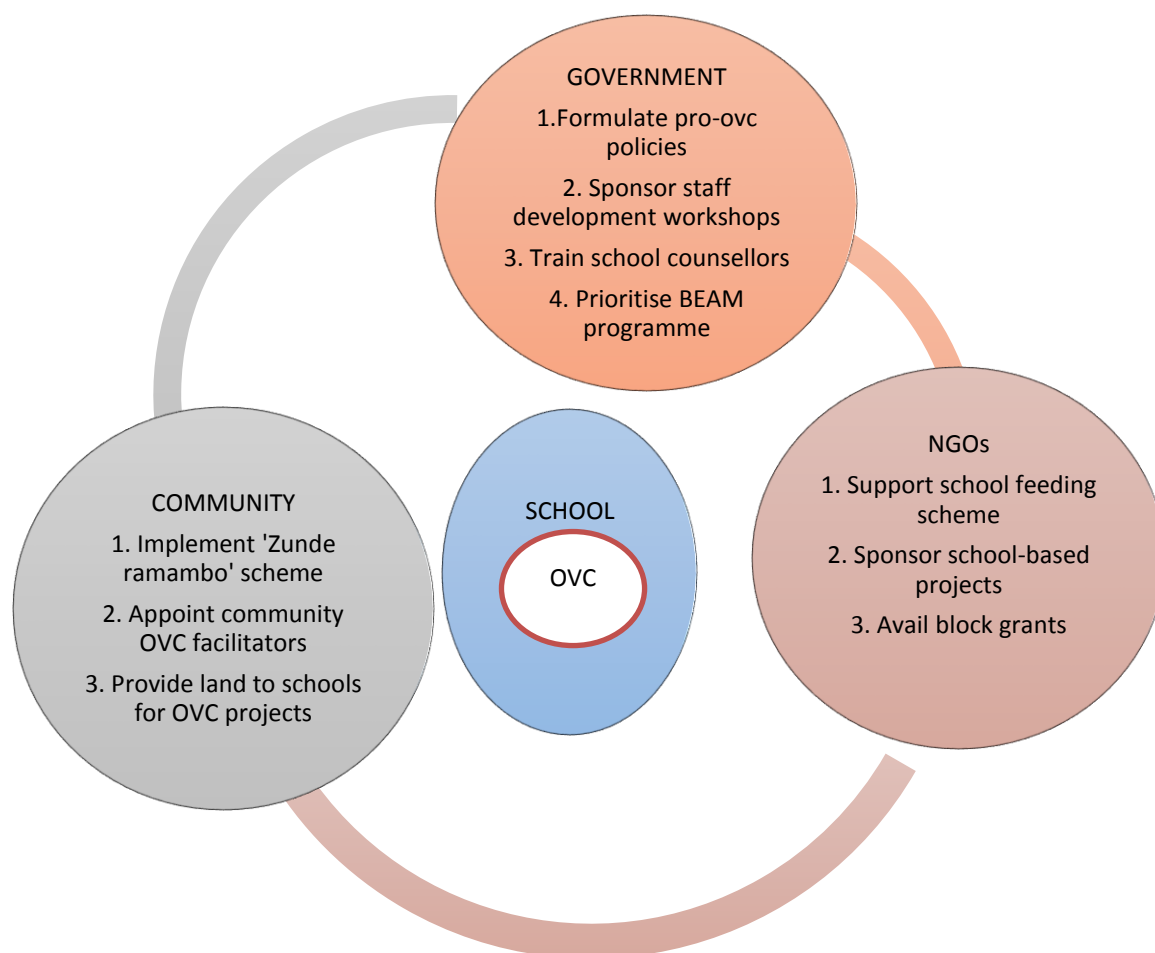 GOVERNMENT
1.Formulate pro-ovc
policies
2. Sponsor staff
development workshops
3. Train school counsellors
4. Prioritise BEAM
programme
NGOs
1. Support school feeding
scheme
2. Sponsor school-based
projects
3. Avail block grants
COMMUNITY
1. Implement 'Zunde
ramambo' scheme
2. Appoint community
OVC facilitators
3. Provide land to schools
for OVC projects
SCHOOL
OVC